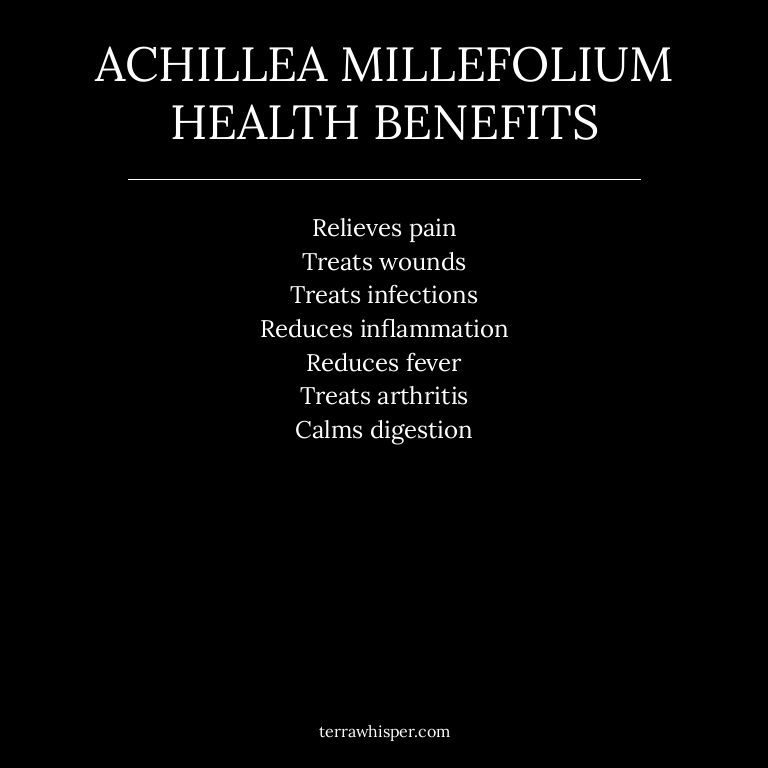 ACHILLEA MILLEFOLIUM
HEALTH BENEFITS
Relieves pain
Treats wounds
Treats infections
Reduces inflammation
Reduces fever
Treats arthritis
Calms digestion
terrawhisper.com